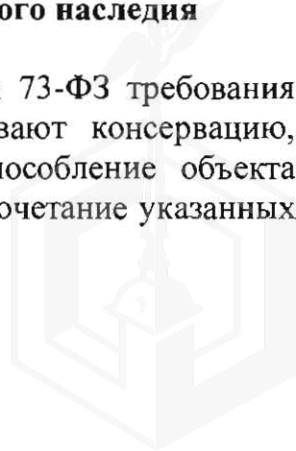 ого наследия
73-ФЗ требования
вают консервацию,
пособление объекта
очетание указанных